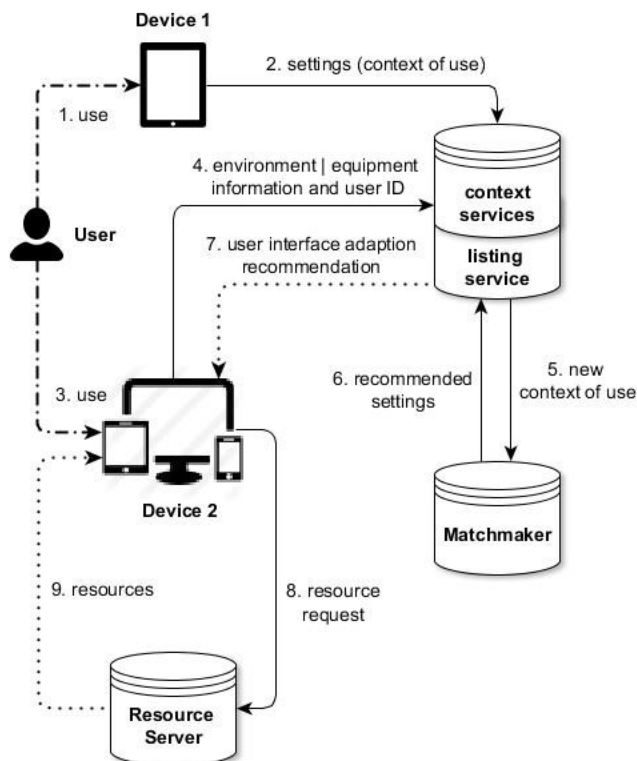 Device 1
2. settings (context of use)
1. use
4. environment | equipment
information and user ID
context
services
User
7. user interface adaption
recommendation
listing
service
3. use
6. recommended
settings
5. new
context of use
Device 2
Matchmaker
9. resources
8. resource
request
Resource
Server